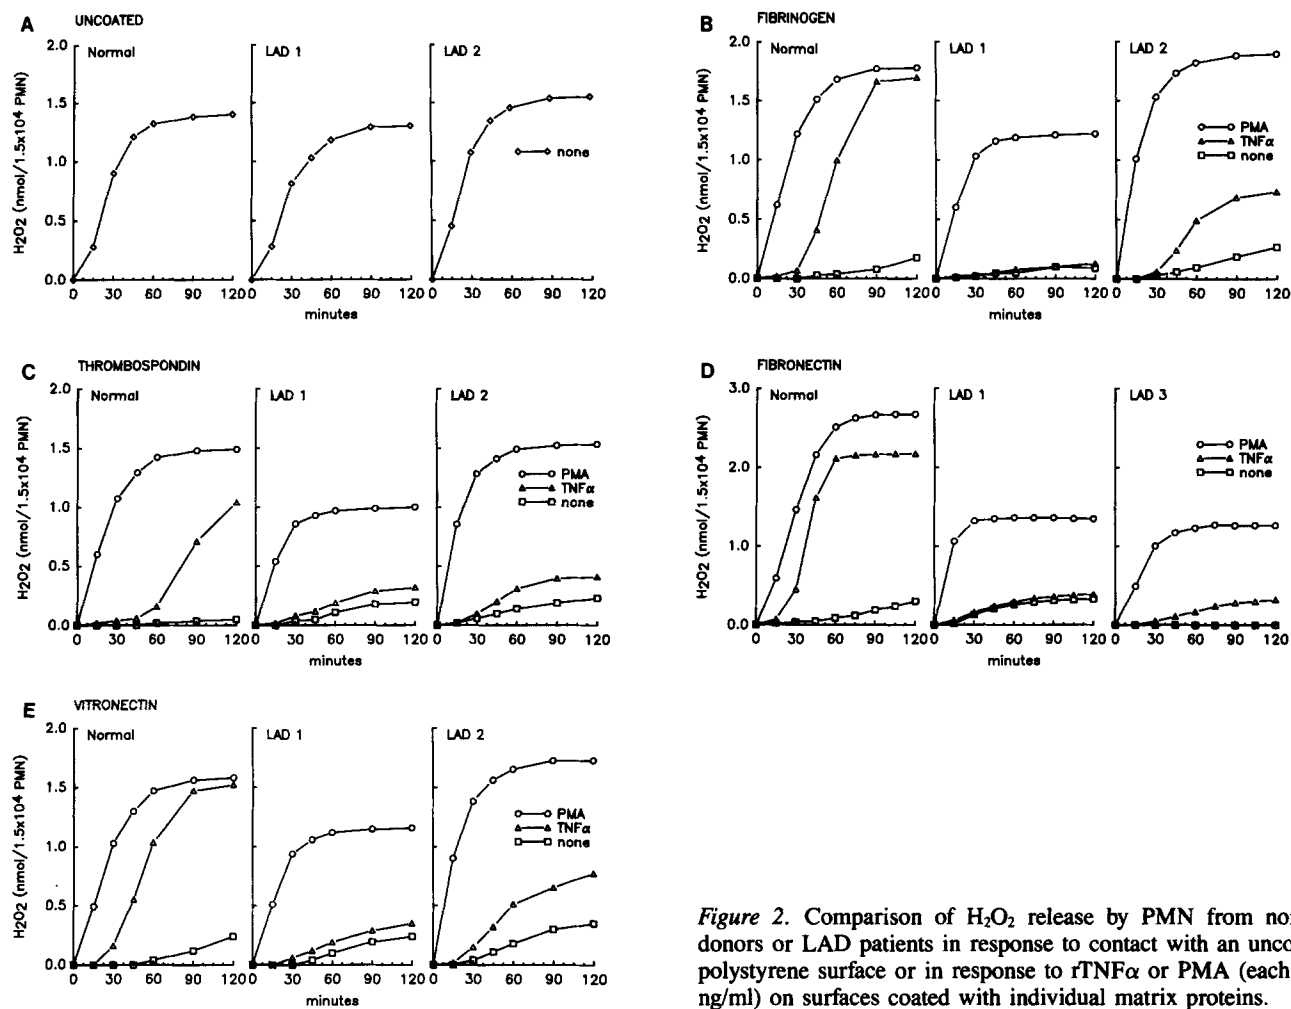 A
UNCOATED
2.0
1.5
1.0
0.5
0.0
H2O2 (nmol/1.5x10⁴ PMN)
Normal
LAD 1
LAD 2
none
0 30 60 90 120
0 30 60 90 120
0 30 60 90 120
minutes
B
FIBRINOGEN
2.0
1.5
1.0
0.5
0.0
H2O2 (nmol/1.5x10⁴ PMN)
Normal
LAD 1
LAD 2
PMA
TNFα
none
0 30 60 90 120
0 30 60 90 120
0 30 60 90 120
minutes
C
THROMBOSPONDIN
2.0
1.5
1.0
0.5
0.0
H2O2 (nmol/1.5x10⁴ PMN)
Normal
LAD 1
LAD 2
PMA
TNFα
none
0 30 60 90 120
0 30 60 90 120
0 30 60 90 120
minutes
D
FIBRONECTIN
3.0
2.0
1.0
0.0
H2O2 (nmol/1.5x10⁴ PMN)
Normal
LAD 1
LAD 3
PMA
TNFα
none
0 30 60 90 120
0 30 60 90 120
0 30 60 90 120
minutes
E
VITRONECTIN
2.0
1.5
1.0
0.5
0.0
H2O2 (nmol/1.5x10⁴ PMN)
Normal
LAD 1
LAD 2
PMA
TNFα
none
0 30 60 90 120
0 30 60 90 120
0 30 60 90 120
minutes
Figure 2. Comparison of H₂O₂ release by PMN from nor
donors or LAD patients in response to contact with an unco
polystyrene surface or in response to rTNFα or PMA (each
ng/ml) on surfaces coated with individual matrix proteins.